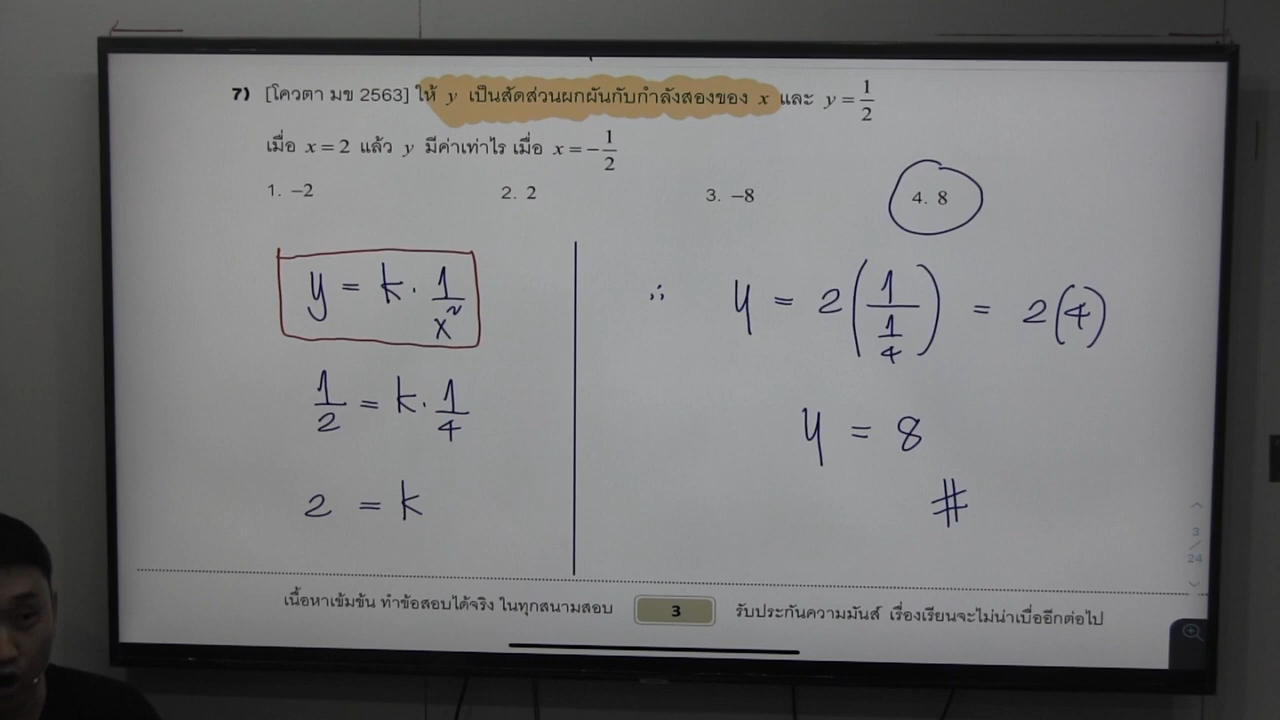 7) [โควตา มข 2563] ให้ y เป็นสัดส่วนผกผันกับกำลังสองของ x และ y = 1/2
เมื่อ x = 2 แล้ว y มีค่าเท่าไร เมื่อ x = −1/2
1. −2 2. 2 3. −8 4. 8
y = k · 1/x²
1/2 = k · 1/4
2 = k
∴ y = 2(1/(1/4)) = 2(4)
y = 8
#
3
/
24
เนื้อหาเข้มข้น ทำข้อสอบได้จริง ในทุกสนามสอบ 3 รับประกันความมันส์ เรื่องเรียนจะไม่น่าเบื่ออีกต่อไป